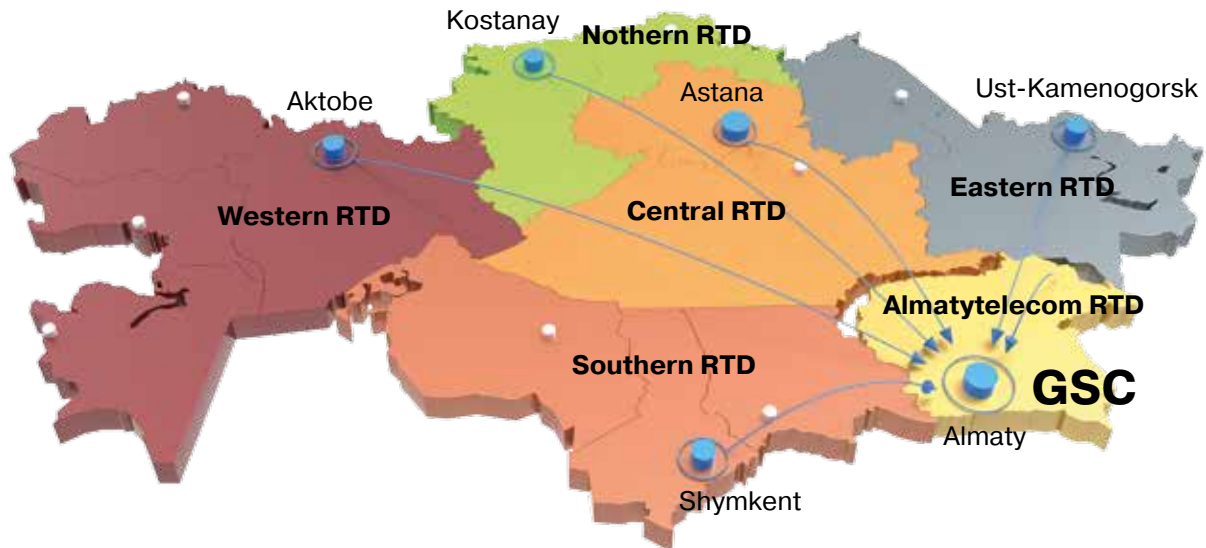 Kostanay
Nothern RTD
Aktobe
Astana
Ust-Kamenogorsk
Western RTD
Central RTD
Eastern RTD
Almatytelecom RTD
Southern RTD
GSC
Almaty
Shymkent